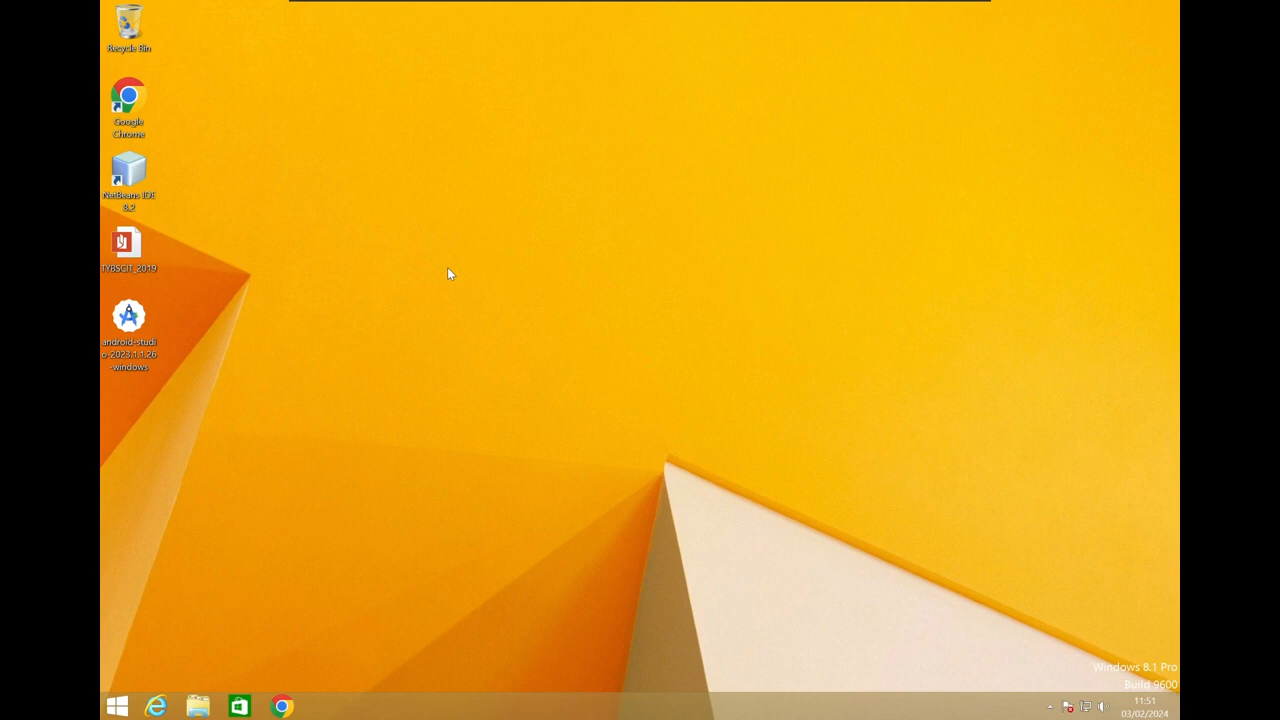 Recycle Bin
Google
Chrome
NetBeans IDE
8.2
TYBSCIT_2019
android-studi
o-2023.1.1.26
-windows
Windows 8.1 Pro
Build 9600
11:51
03/02/2024